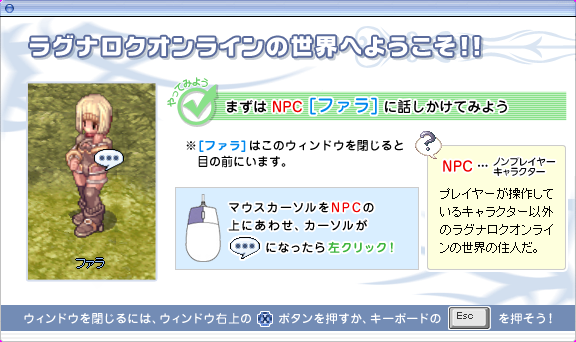 ラグナロクオンラインの世界へようこそ!!
やってみよう
まずは NPC [ファラ] に話しかけてみよう
※[ファラ]はこのウィンドウを閉じると
目の前にいます。
ファラ
マウスカーソルをNPCの
上にあわせ、カーソルが
になったら左クリック!
?
NPC … ノンプレイヤー
キャラクター
プレイヤーが操作して
いるキャラクター以外
のラグナロクオンライ
ンの世界の住人だ。
ウィンドウを閉じるには、ウィンドウ右上の ボタンを押すか、キーボードの Esc を押そう!